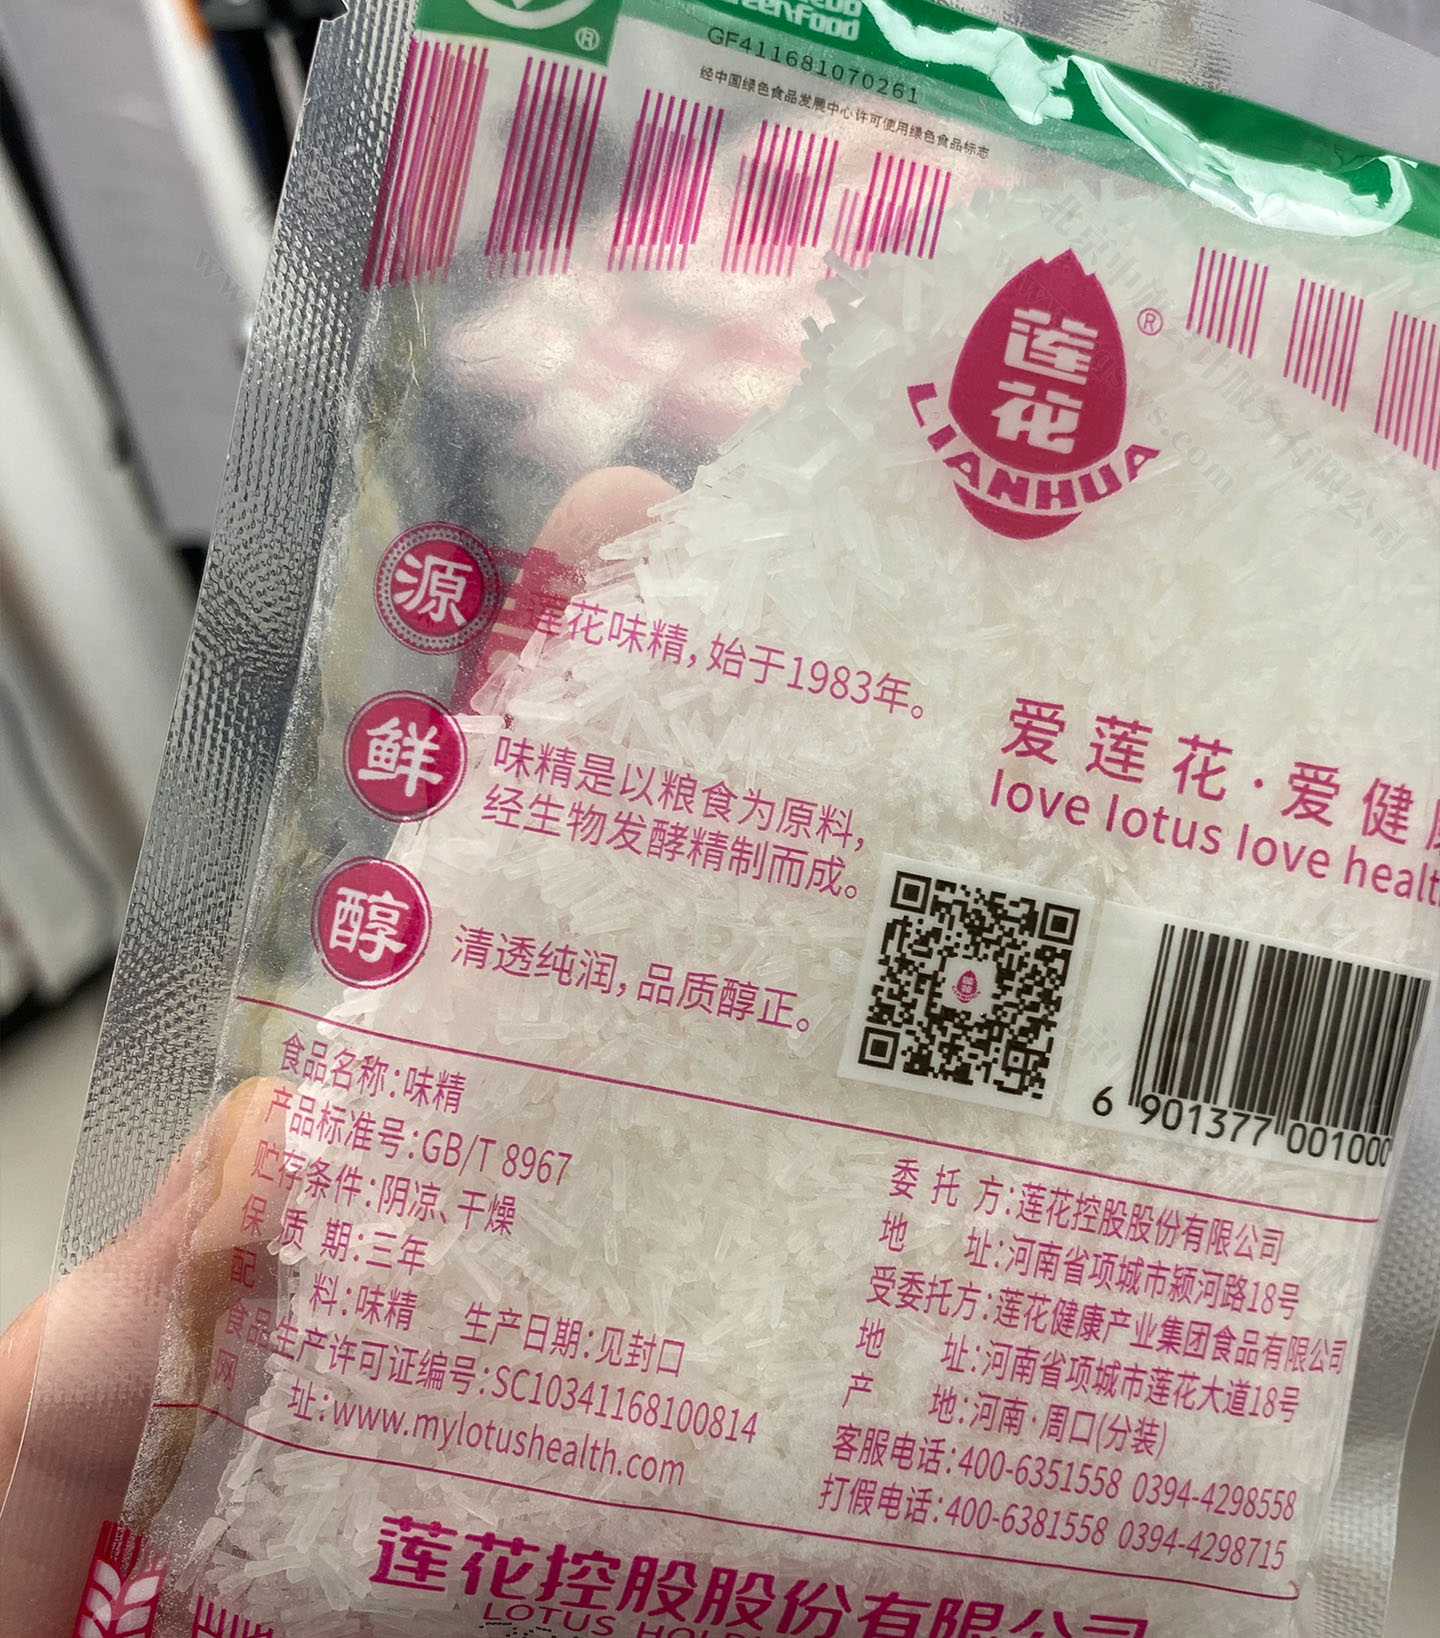 GreenFood
®
GF411681070261
经中国绿色食品发展中心许可使用绿色食品标志
莲花
®
LIANHUA
源
莲花味精，始于1983年。
鲜
味精是以粮食为原料，
经生物发酵精制而成。
爱莲花·爱健康
love lotus love healt
醇
清透纯润，品质醇正。
6 901377 001000
食品名称：味精
产品标准号：GB/T 8967
贮存条件：阴凉、干燥
保质期：三年
配料：味精 生产日期：见封口
食品生产许可证编号：SC10341168100814
网址：www.mylotushealth.com
委托方：莲花控股股份有限公司
地址：河南省项城市颍河路18号
受委托方：莲花健康产业集团食品有限公司
地址：河南省项城市莲花大道18号
产地：河南·周口(分装)
客服电话：400-6351558 0394-4298558
打假电话：400-6381558 0394-4298715
莲花控股股份有限公司
LOTUS HOLD